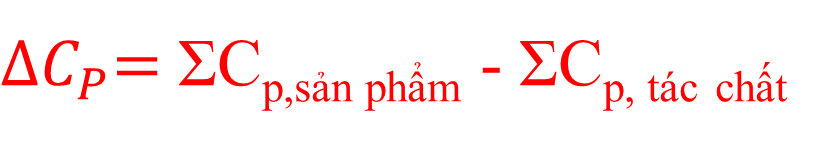 ΔC_P = ΣC_p,sản phẩm - ΣC_p, tác chất